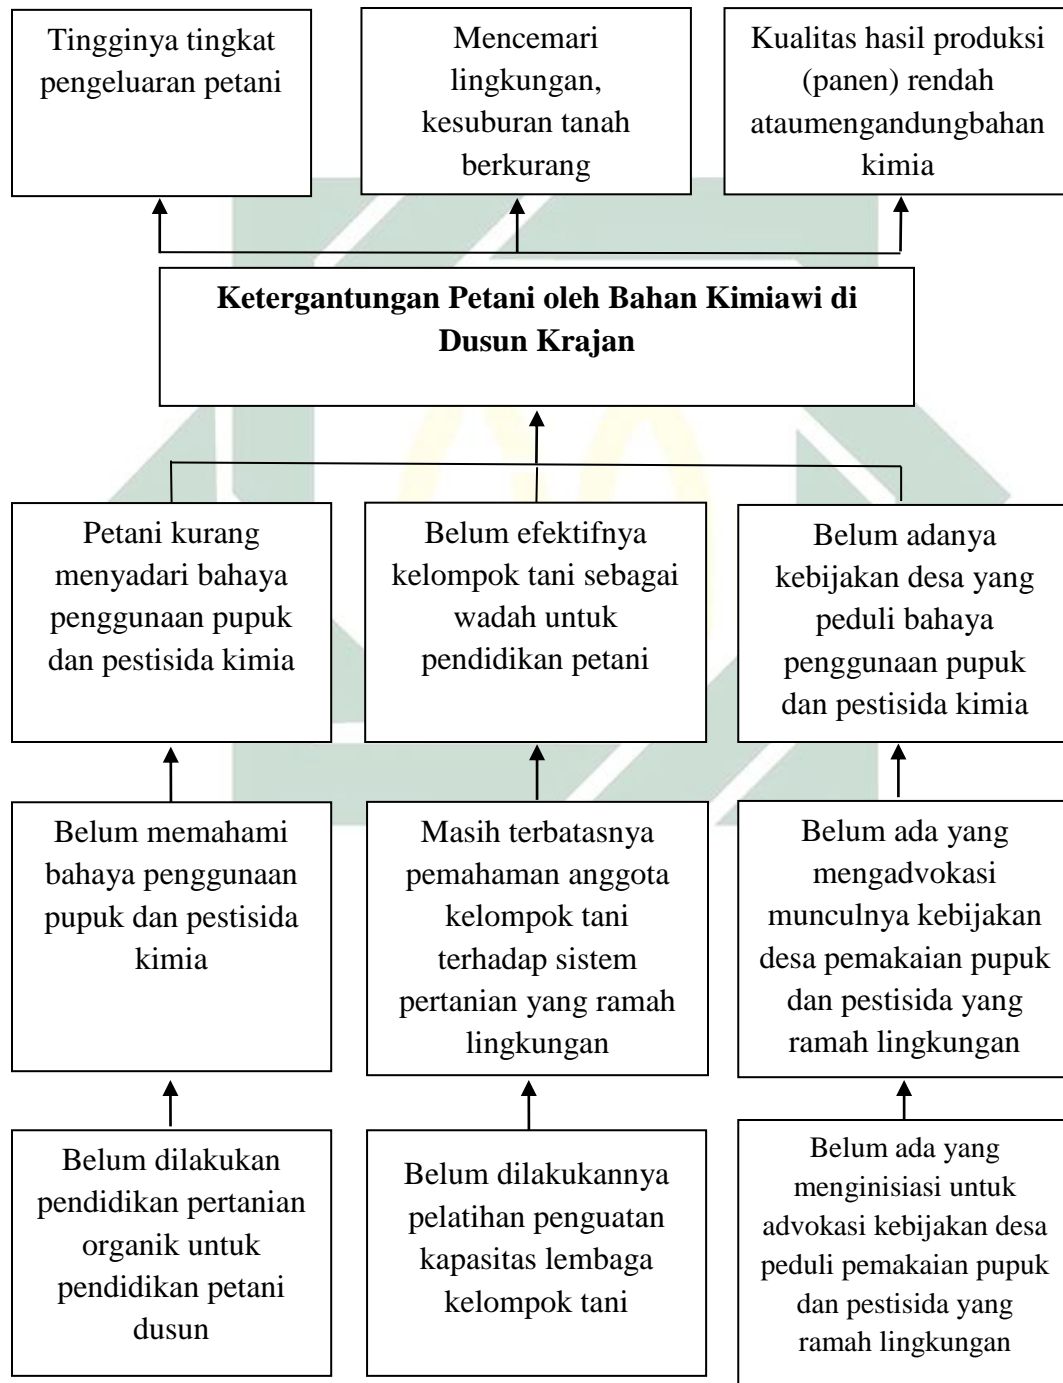 Tingginya tingkat
pengeluaran petani
Mencemari
lingkungan,
kesuburan tanah
berkurang
Kualitas hasil produksi
(panen) rendah
ataumengandungbahan
kimia
Ketergantungan Petani oleh Bahan Kimiawi di
Dusun Krajan
Petani kurang
menyadari bahaya
penggunaan pupuk
dan pestisida kimia
Belum efektifnya
kelompok tani sebagai
wadah untuk
pendidikan petani
Belum adanya
kebijakan desa yang
peduli bahaya
penggunaan pupuk
dan pestisida kimia
Belum memahami
bahaya penggunaan
pupuk dan pestisida
kimia
Masih terbatasnya
pemahaman anggota
kelompok tani
terhadap sistem
pertanian yang ramah
lingkungan
Belum ada yang
mengadvokasi
munculnya kebijakan
desa pemakaian pupuk
dan pestisida yang
ramah lingkungan
Belum dilakukan
pendidikan pertanian
organik untuk
pendidikan petani
dusun
Belum dilakukannya
pelatihan penguatan
kapasitas lembaga
kelompok tani
Belum ada yang
menginisiasi untuk
advokasi kebijakan desa
peduli pemakaian pupuk
dan pestisida yang
ramah lingkungan